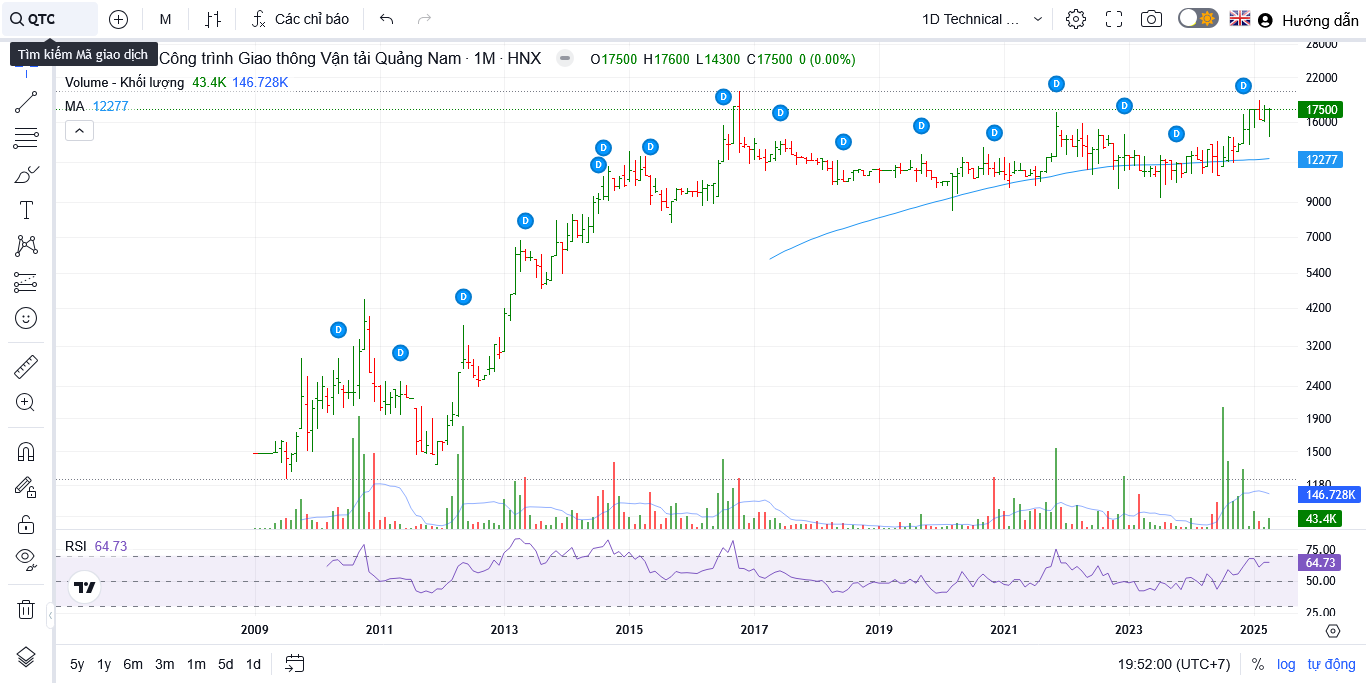 QTC
M
Các chỉ báo
1D Technical ...
Hướng dẫn
Tìm kiếm Mã giao dịch
Công trình Giao thông Vận tải Quảng Nam · 1M · HNX
O17500 H17600 L14300 C17500 0 (0.00%)
Volume - Khối lượng 43.4K 146.728K
MA 12277
D D D D D D D D D D D D D D D D
28000
22000
17500
16000
12277
9000
7000
5400
4200
3200
2400
1900
1500
1180
146.728K
43.4K
RSI 64.73
75.00
64.73
50.00
25.00
2009 2011 2013 2015 2017 2019 2021 2023 2025
5y 1y 6m 3m 1m 5d 1d
19:52:00 (UTC+7) % log tự động